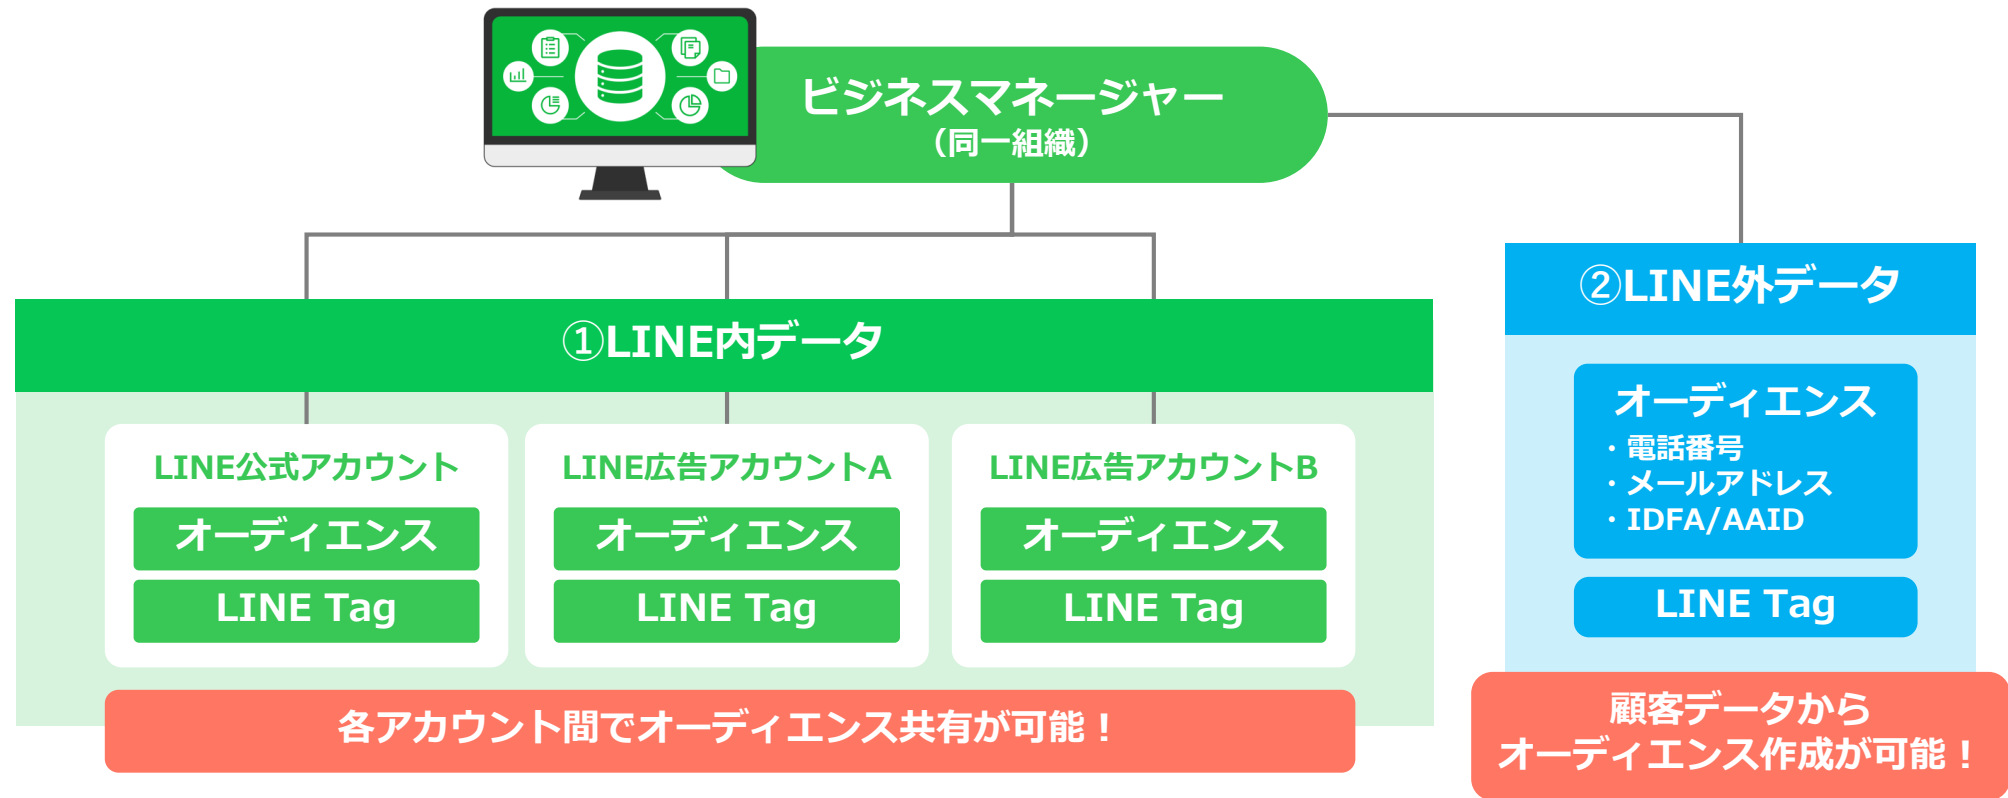 ビジネスマネージャー
（同一組織）
①LINE内データ
LINE公式アカウント
オーディエンス
LINE Tag
LINE広告アカウントA
オーディエンス
LINE Tag
LINE広告アカウントB
オーディエンス
LINE Tag
各アカウント間でオーディエンス共有が可能！
②LINE外データ
オーディエンス
・電話番号
・メールアドレス
・IDFA/AAID
LINE Tag
顧客データから
オーディエンス作成が可能！